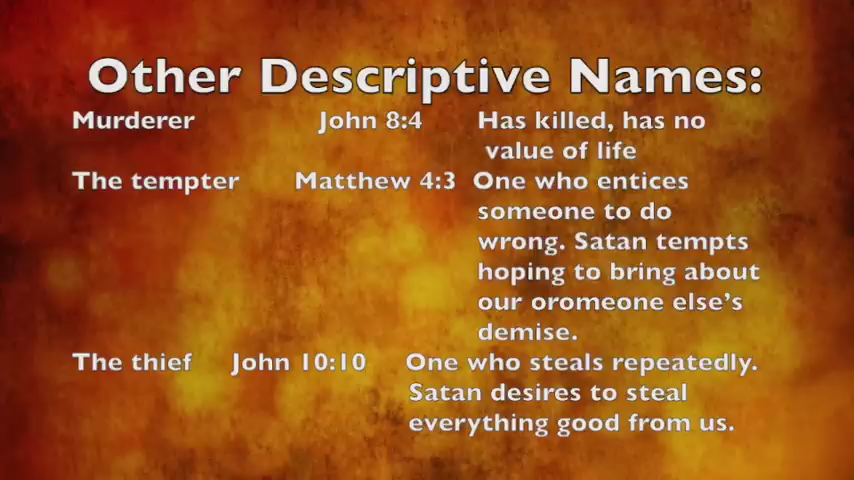 Other Descriptive Names:
Murderer John 8:4 Has killed, has no
value of life
The tempter Matthew 4:3 One who entices
someone to do
wrong. Satan tempts
hoping to bring about
our oromeone else’s
demise.
The thief John 10:10 One who steals repeatedly.
Satan desires to steal
everything good from us.